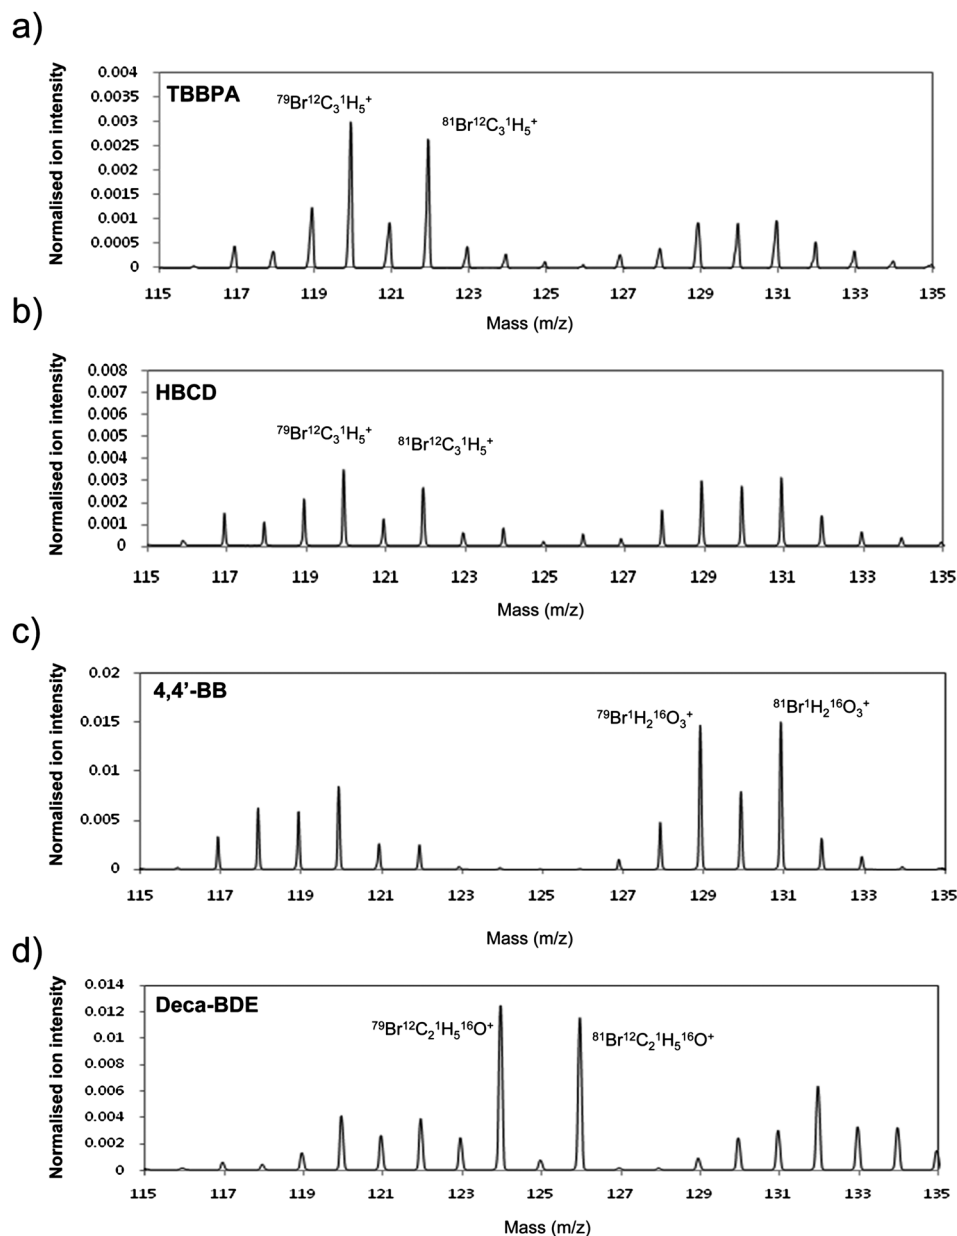 a)
Normalised ion intensity
0.004
0.0035
0.003
0.0025
0.002
0.0015
0.001
0.0005
0
TBBPA
⁷⁹Br¹²C₃¹H₅⁺
⁸¹Br¹²C₃¹H₅⁺
115 117 119 121 123 125 127 129 131 133 135
Mass (m/z)
b)
Normalised ion intensity
0.008
0.007
0.006
0.005
0.004
0.003
0.002
0.001
0
HBCD
⁷⁹Br¹²C₃¹H₅⁺
⁸¹Br¹²C₃¹H₅⁺
115 117 119 121 123 125 127 129 131 133 135
Mass (m/z)
c)
Normalised ion intensity
0.02
0.015
0.01
0.005
0
4,4’-BB
⁷⁹Br¹H₂¹⁶O₃⁺
⁸¹Br¹H₂¹⁶O₃⁺
115 117 119 121 123 125 127 129 131 133 135
Mass (m/z)
d)
Normalised ion intensity
0.014
0.012
0.01
0.008
0.006
0.004
0.002
0
Deca-BDE
⁷⁹Br¹²C₂¹H₅¹⁶O⁺
⁸¹Br¹²C₂¹H₅¹⁶O⁺
115 117 119 121 123 125 127 129 131 133 135
Mass (m/z)